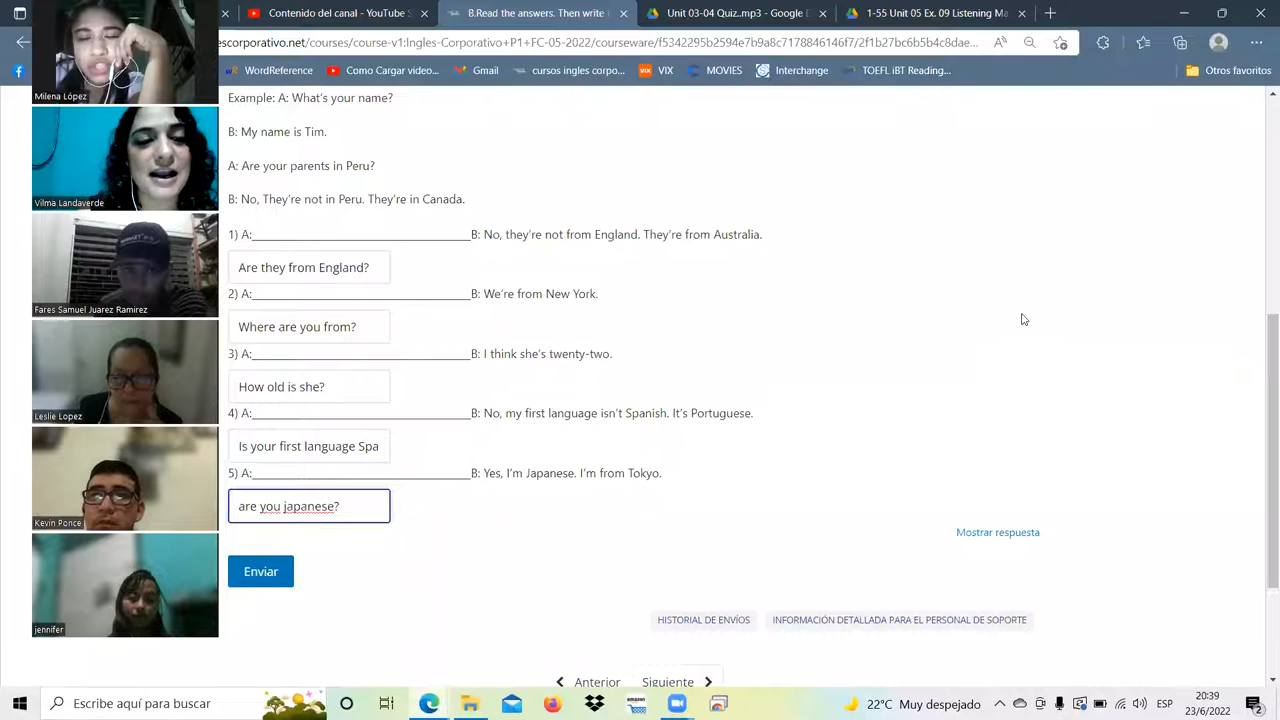 Contenido del canal - YouTube S
B.Read the answers. Then write
Unit 03-04 Quiz.mp3 - Google D
1-55 Unit 05 Ex. 09 Listening Ma
escorporativo.net/courses/course-v1:Ingles-Corporativo+P1+FC-05-2022/courseware/f5342295b2594e7b9a8c7178846146f7/2f1b27bc6b5b4c8dae...
WordReference
Como Cargar video...
Gmail
cursos ingles corpo...
VIX
MOVIES
Interchange
TOEFL iBT Reading...
Otros favoritos
Milena López
Vilma Landaverde
Fares Samuel Juarez Ramirez
Leslie Lopez
Kevin Ponce
jennifer
Example: A: What's your name?
B: My name is Tim.
A: Are your parents in Peru?
B: No, They're not in Peru. They're in Canada.
1) A:___________________________________B: No, they're not from England. They're from Australia.
Are they from England?
2) A:___________________________________B: We're from New York.
Where are you from?
3) A:___________________________________B: I think she's twenty-two.
How old is she?
4) A:___________________________________B: No, my first language isn't Spanish. It's Portuguese.
Is your first language Spa
5) A:___________________________________B: Yes, I'm Japanese. I'm from Tokyo.
are you japanese?
Mostrar respuesta
Enviar
HISTORIAL DE ENVÍOS
INFORMACIÓN DETALLADA PARA EL PERSONAL DE SOPORTE
Anterior
Siguiente
Escribe aquí para buscar
amazon
22°C Muy despejado
ESP
20:39
23/6/2022
2